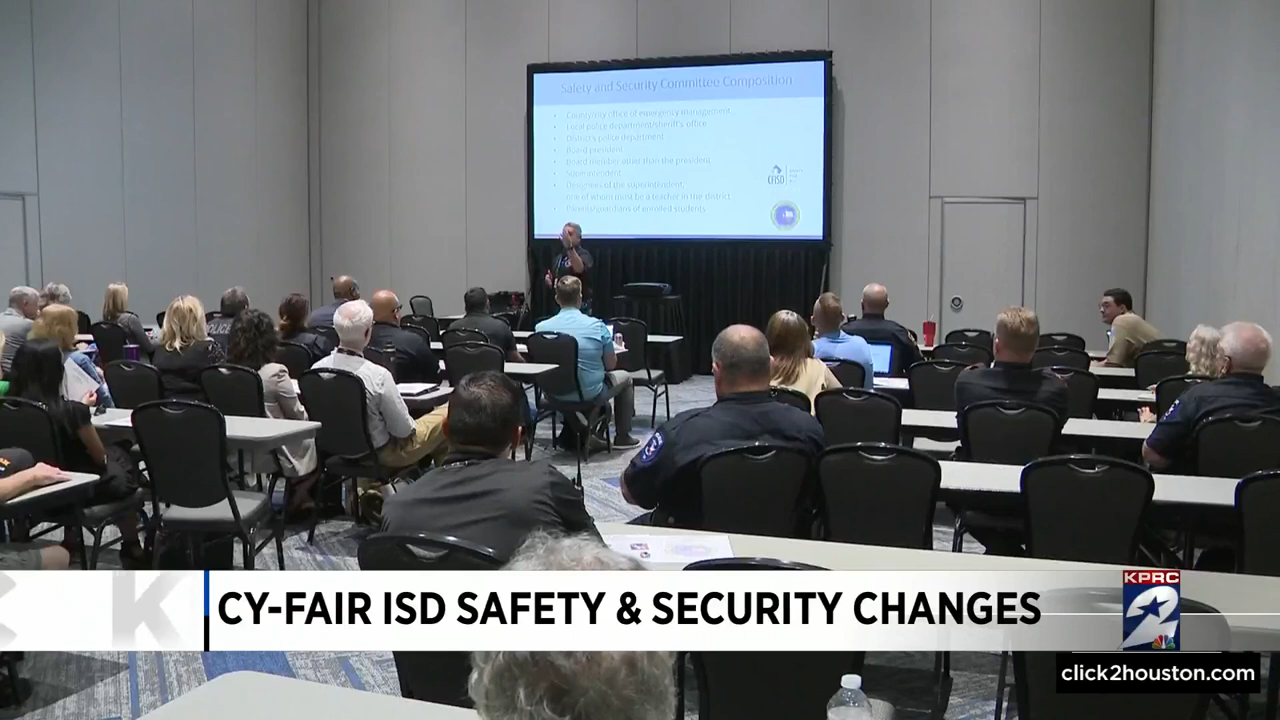 Safety and Security Committee Composition
• County/city office of emergency management
• Local police department/sheriff's office
• District's police department
• Board president
• Board member other than the president
• Superintendent
• Designees of the superintendent,
one of whom must be a teacher in the district
• Parents/guardians of enrolled students
CFISD
POLICE
CY-FAIR ISD SAFETY & SECURITY CHANGES
KPRC
2
click2houston.com